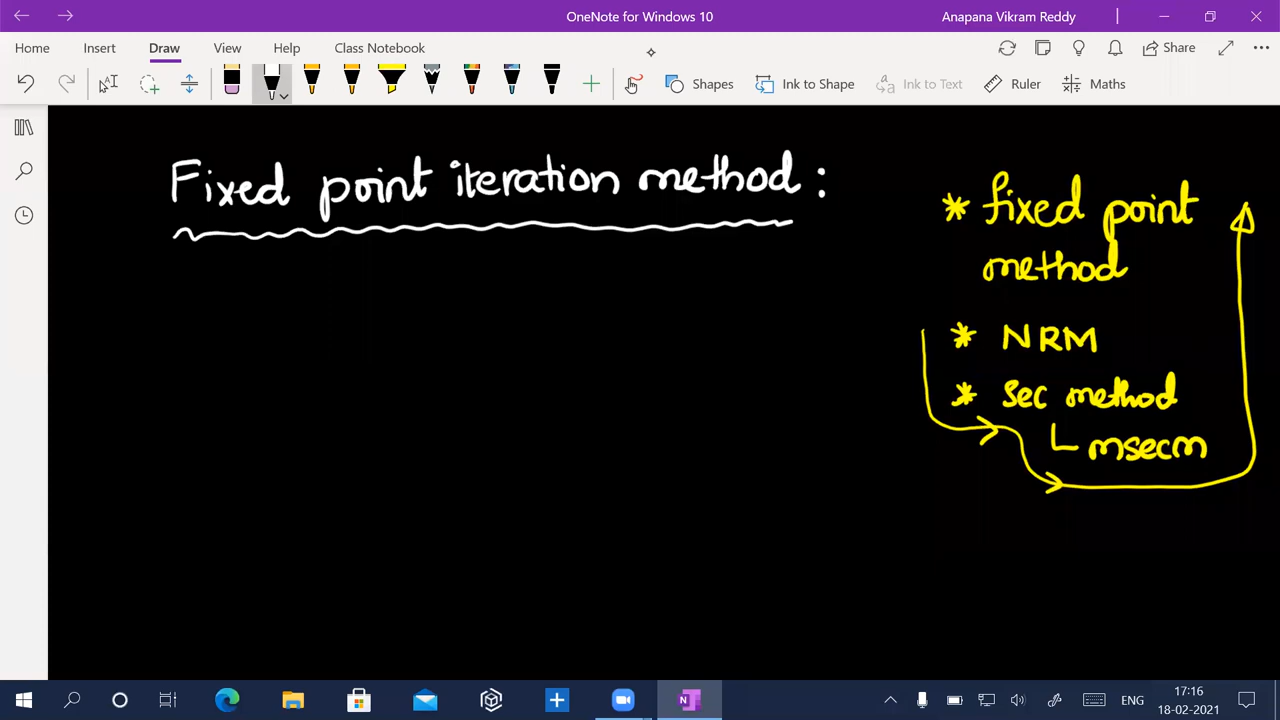 OneNote for Windows 10
Anapana Vikram Reddy
Home Insert Draw View Help Class Notebook
Share
Shapes Ink to Shape Ink to Text Ruler Maths
Fixed point iteration method :
* fixed point
method
* NRM
* Sec method
msecm
ENG
17:16
18-02-2021